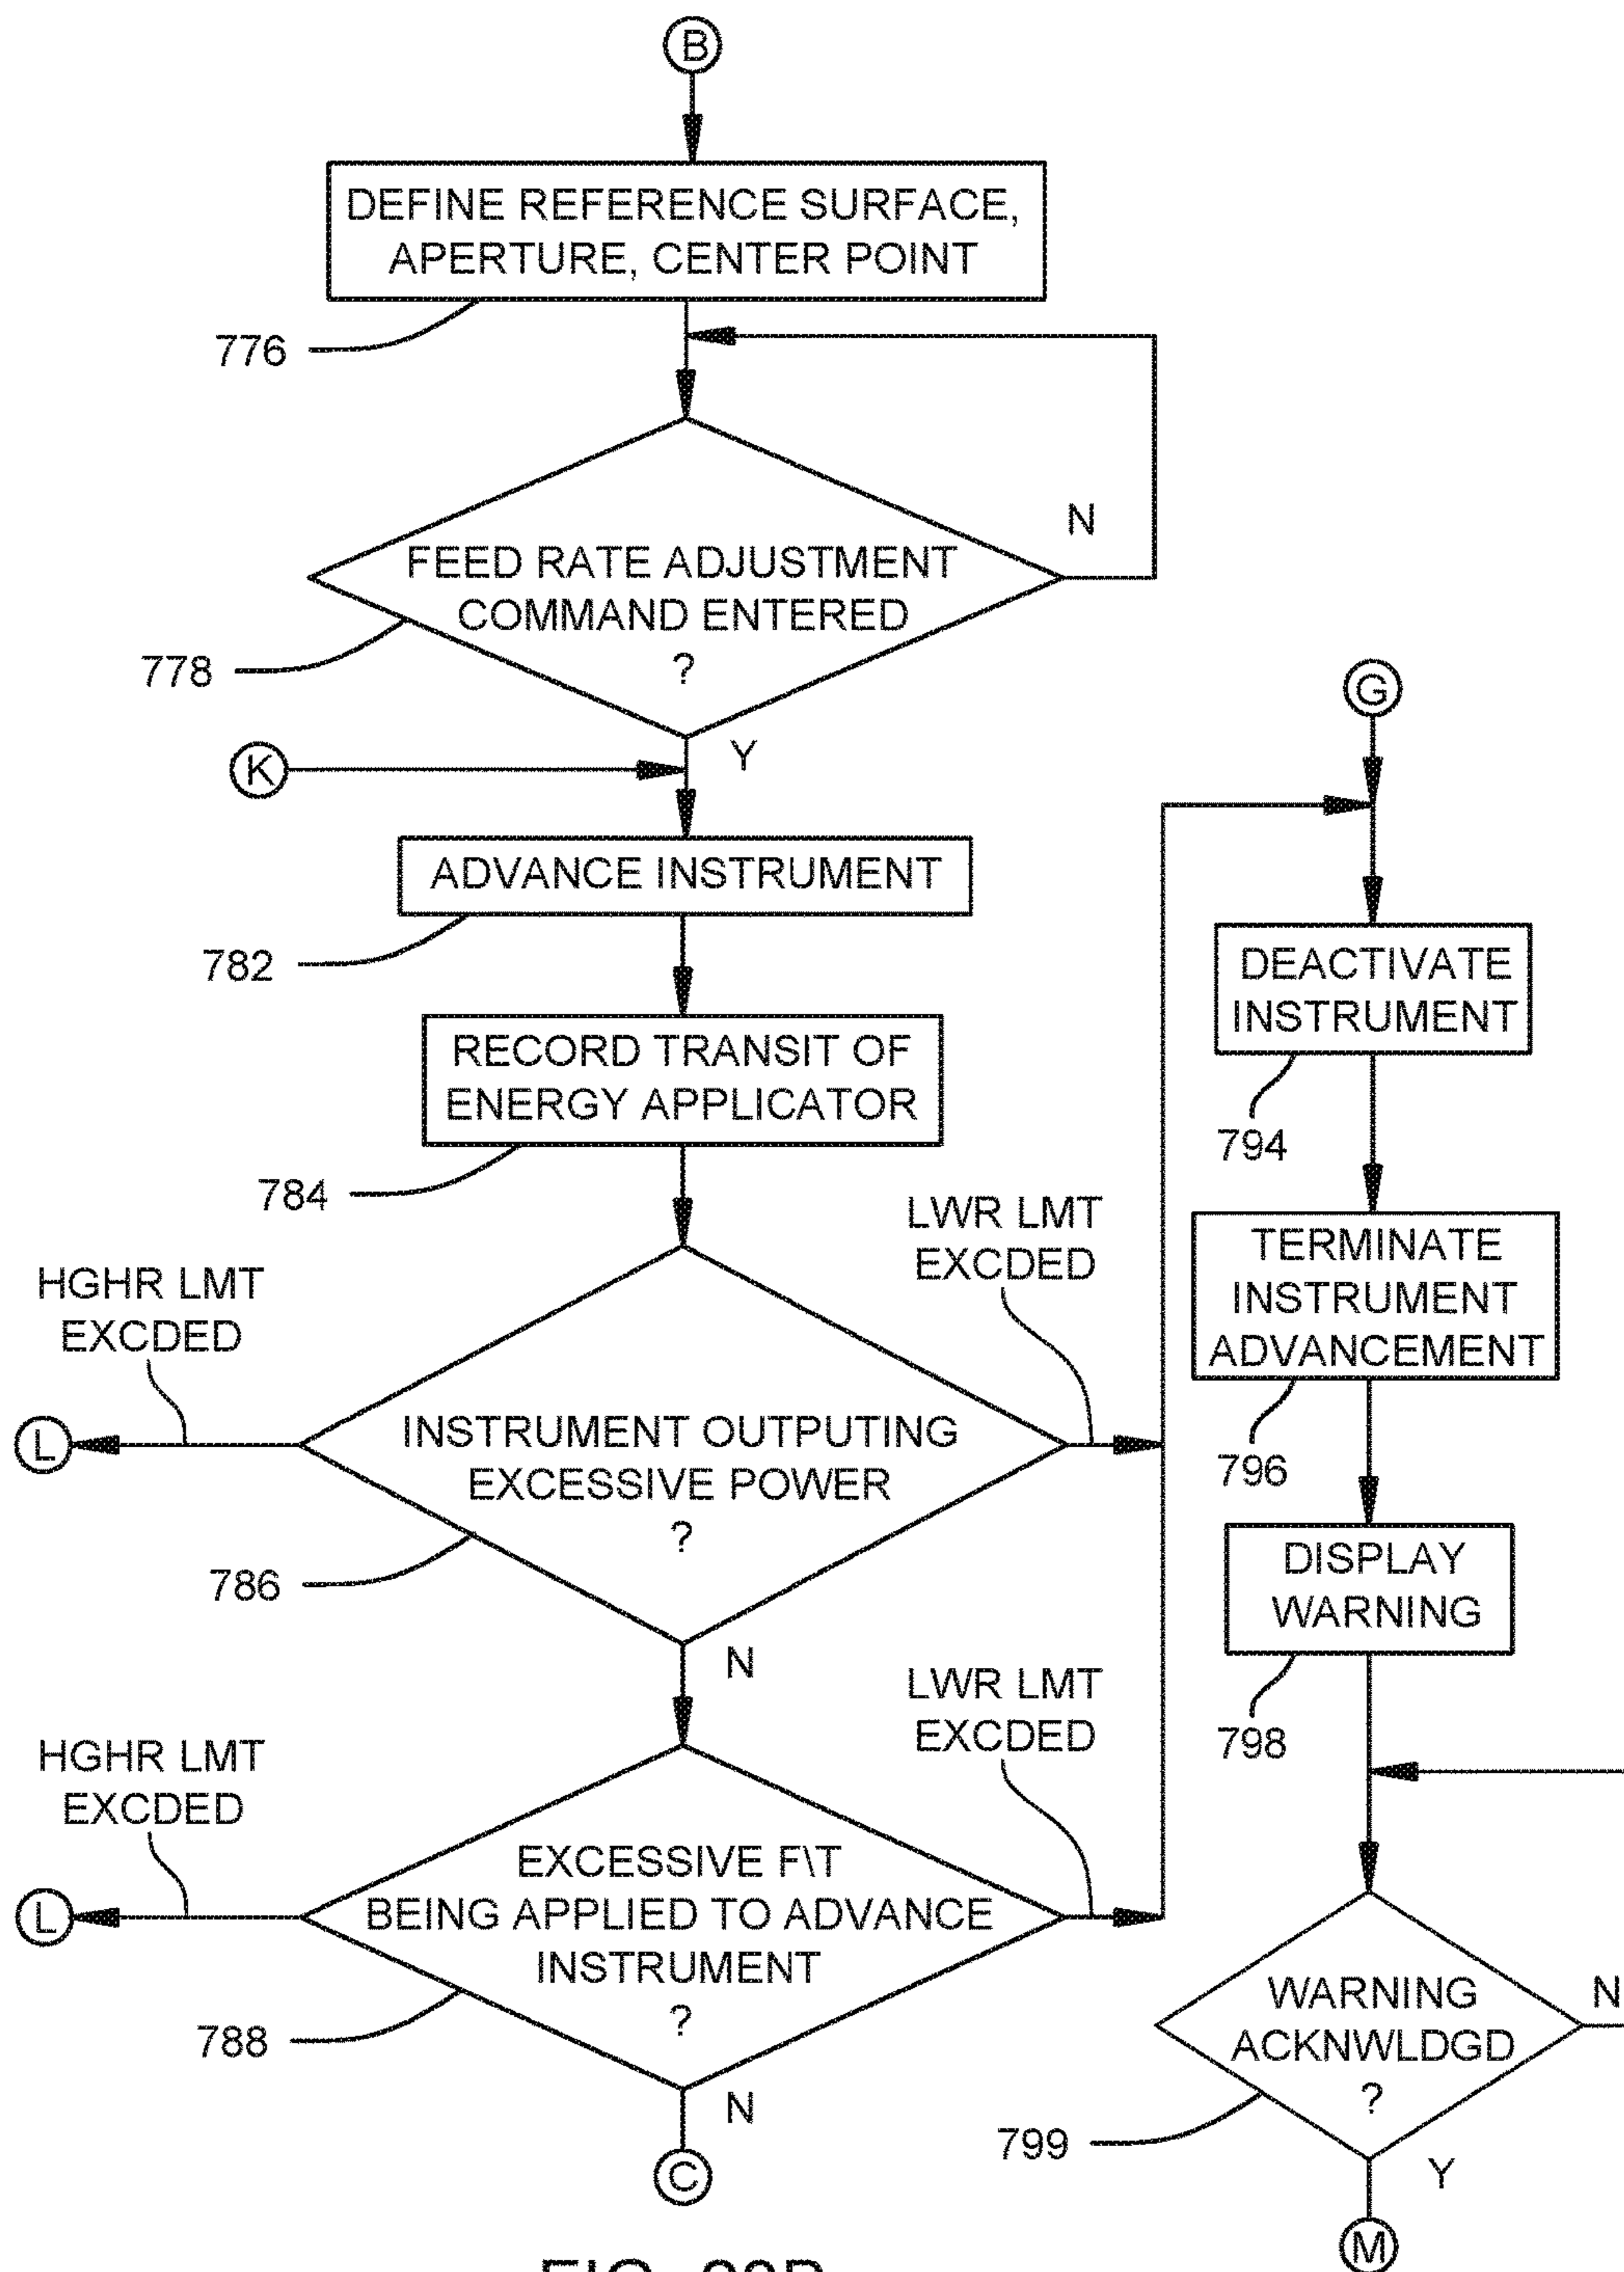 B
DEFINE REFERENCE SURFACE,
APERTURE, CENTER POINT
776
N
FEED RATE ADJUSTMENT
COMMAND ENTERED
?
778
K
Y
ADVANCE INSTRUMENT
782
RECORD TRANSIT OF
ENERGY APPLICATOR
784
HGHR LMT
EXCDED
LWR LMT
EXCDED
L
INSTRUMENT OUTPUTING
EXCESSIVE POWER
?
786
N
HGHR LMT
EXCDED
LWR LMT
EXCDED
L
EXCESSIVE F\T
BEING APPLIED TO ADVANCE
INSTRUMENT
?
788
N
C
G
DEACTIVATE
INSTRUMENT
794
TERMINATE
INSTRUMENT
ADVANCEMENT
796
DISPLAY
WARNING
798
WARNING
ACKNWLDGD
?
N
799
Y
M